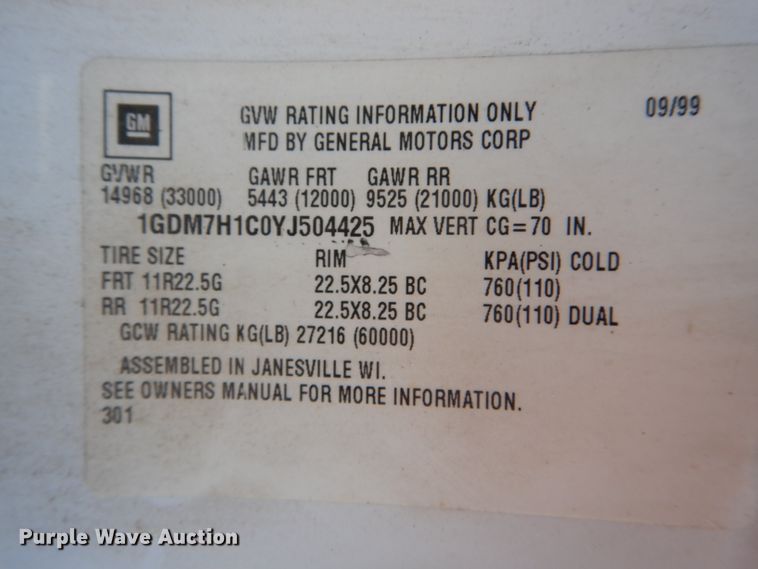 GM
GVW RATING INFORMATION ONLY 09/99
MFD BY GENERAL MOTORS CORP
GVWR GAWR FRT GAWR RR
14968 (33000) 5443 (12000) 9525 (21000) KG(LB)
1GDM7H1C0YJ504425 MAX VERT CG=70 IN.
TIRE SIZE RIM KPA(PSI) COLD
FRT 11R22.5G 22.5X8.25 BC 760(110)
RR 11R22.5G 22.5X8.25 BC 760(110) DUAL
GCW RATING KG(LB) 27216 (60000)
ASSEMBLED IN JANESVILLE WI.
SEE OWNERS MANUAL FOR MORE INFORMATION.
301
Purple Wave Auction